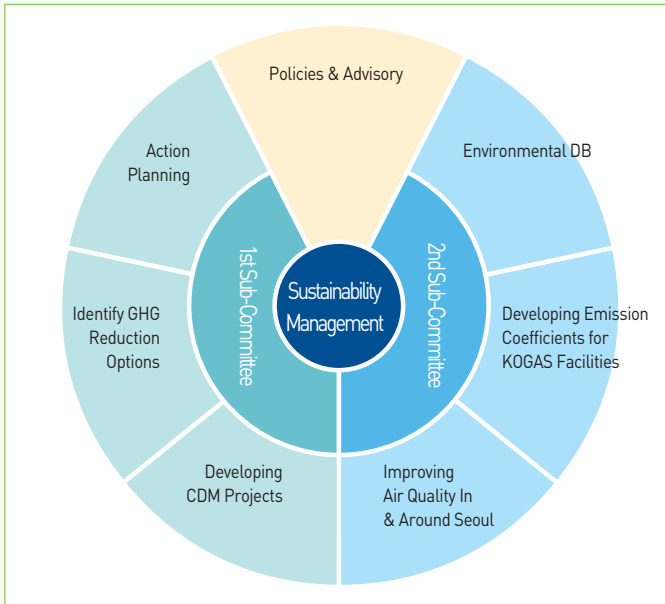 Policies & Advisory
Action
Planning
Environmental DB
1st Sub-Committee
2nd Sub-Committee
Sustainability
Management
Identify GHG
Reduction
Options
Developing Emission
Coefficients for
KOGAS Facilities
Developing
CDM Projects
Improving
Air Quality In
& Around Seoul